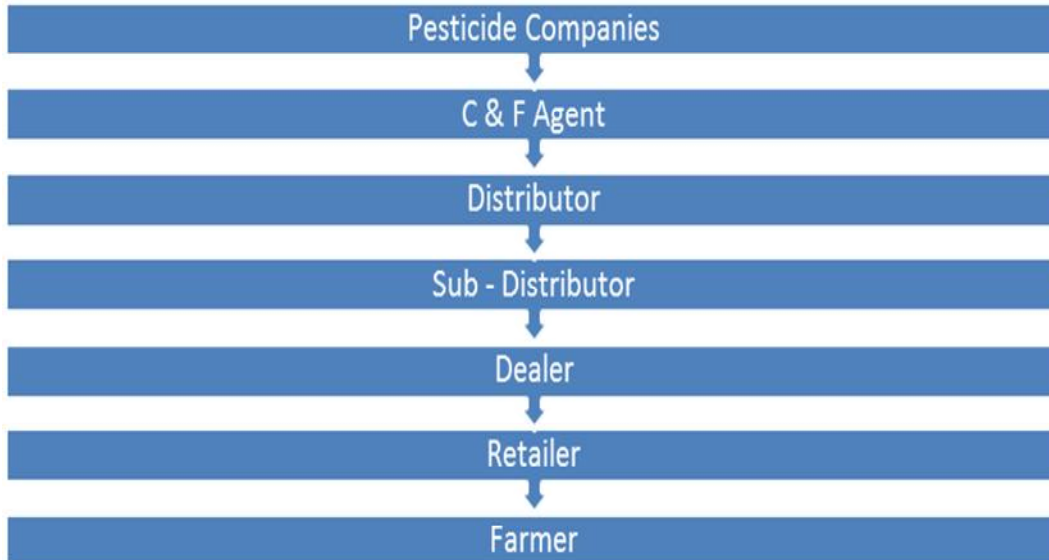 Pesticide Companies
C & F Agent
Distributor
Sub - Distributor
Dealer
Retailer
Farmer